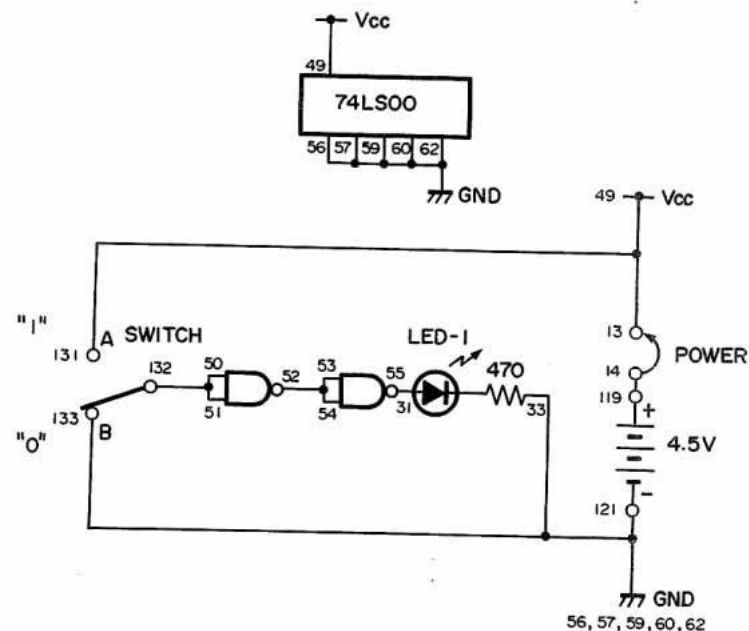 Vcc
49
74LS00
56 57 59 60 62
GND
49 Vcc
"1" A SWITCH
131
LED-1
13
132 50 52 53 55 470
14 POWER
51 54 31 33
119 +
133
"0" B
4.5V
-
121
GND
56, 57, 59, 60, 62